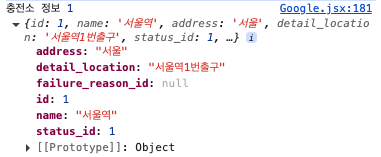 충전소 정보 1 Google.jsx:181
▼ {id: 1, name: '서울역', address: '서울', detail_locatio
n: '서울역1번출구', status_id: 1, …} i
address: "서울"
detail_location: "서울역1번출구"
failure_reason_id: null
id: 1
name: "서울역"
status_id: 1
▶ [[Prototype]]: Object